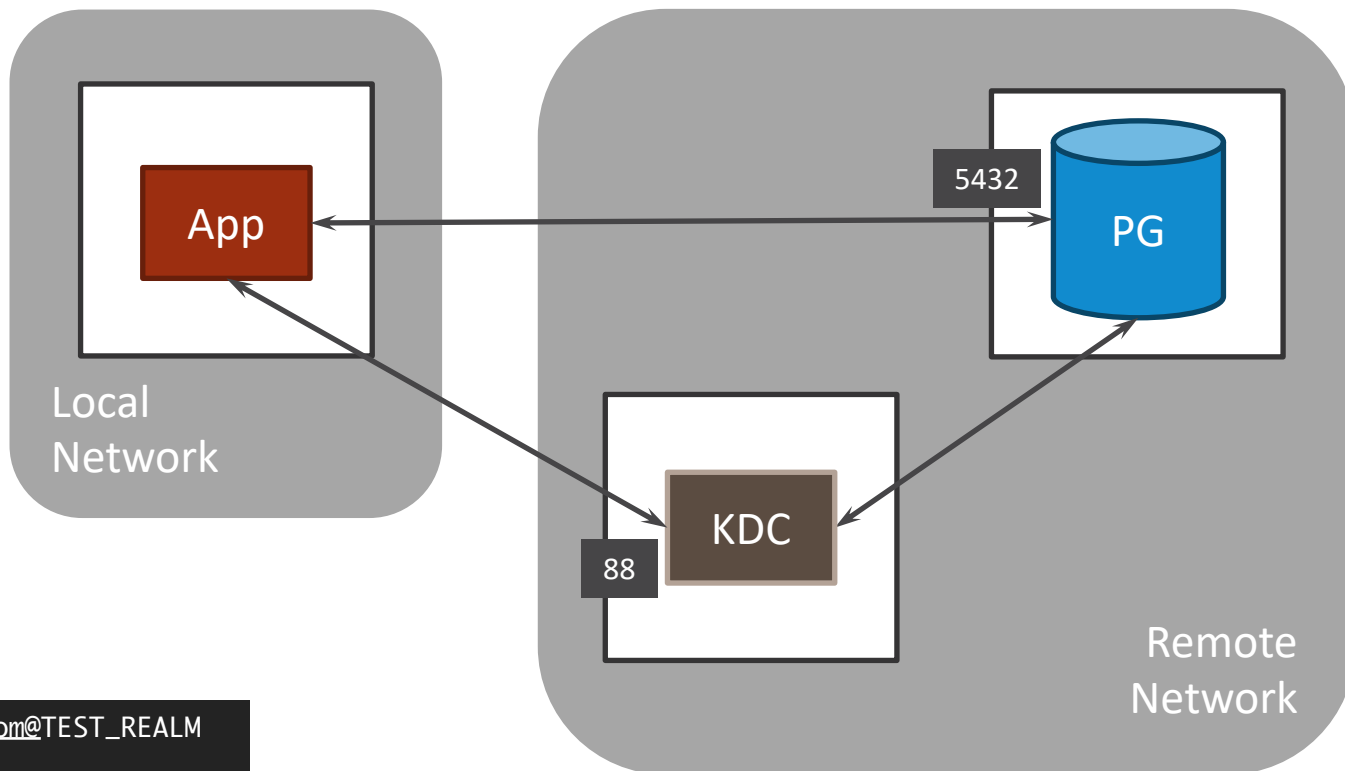 App
5432
PG
Local
Network
KDC
88
Remote
Network
@TEST_REALM